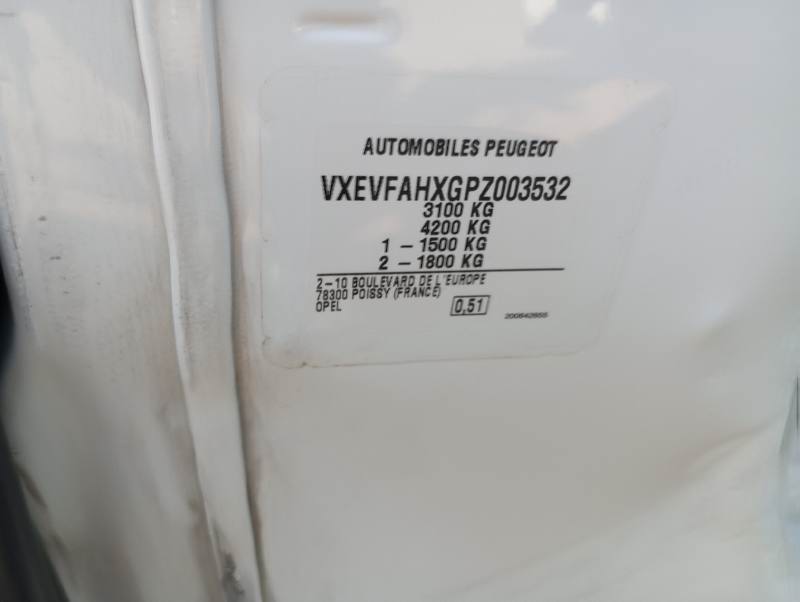 AUTOMOBILES PEUGEOT
VXEVFAHXGPZ003532
3100 KG
4200 KG
1 - 1500 KG
2 - 1800 KG
2-10 BOULEVARD DE L'EUROPE
78300 POISSY (FRANCE)
OPEL
0,51
200642655